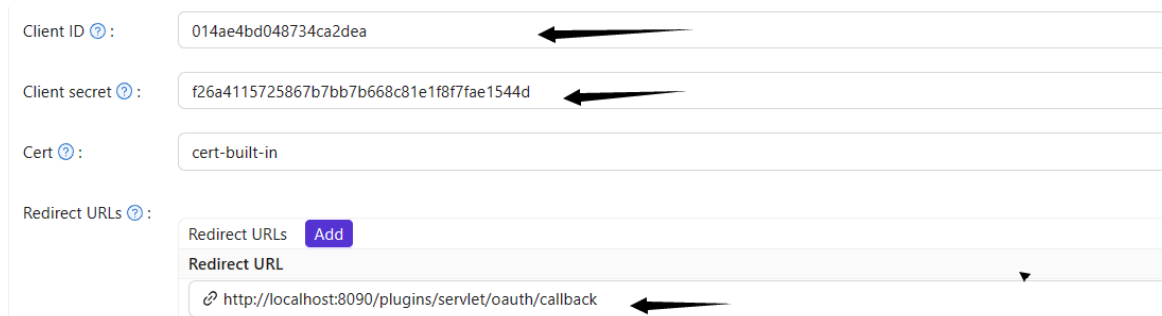 Client ID ? :
014ae4bd048734ca2dea
Client secret ? :
f26a4115725867b7bb7b668c81e1f8f7fae1544d
Cert ? :
cert-built-in
Redirect URLs ? :
Redirect URLs Add
Redirect URL
http://localhost:8090/plugins/servlet/oauth/callback